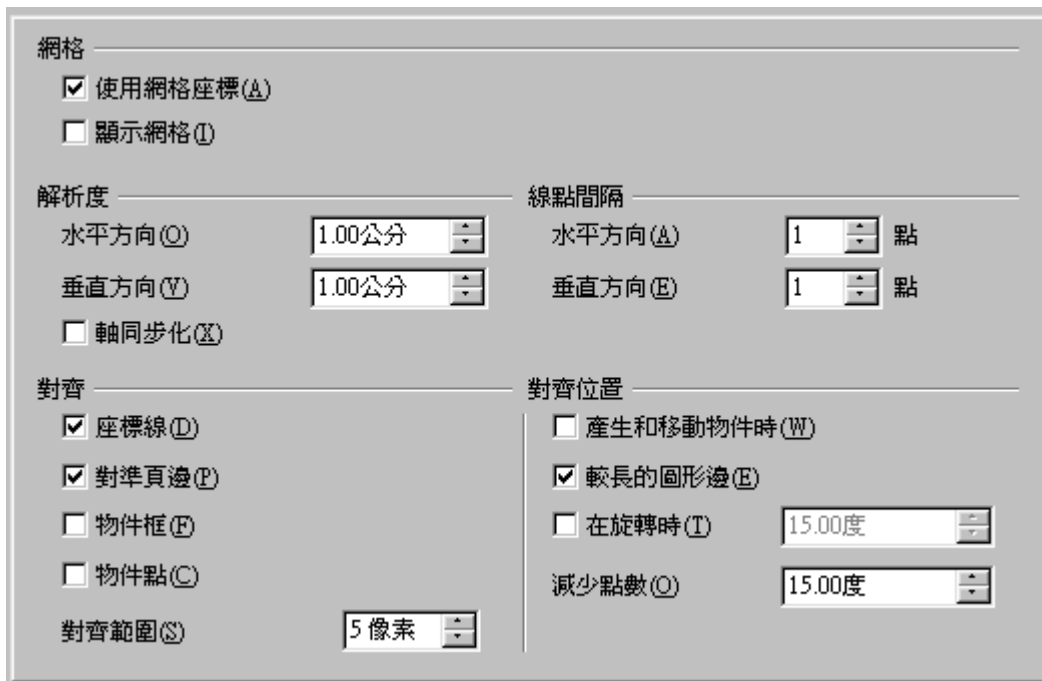 網格
使用網格座標(A)
顯示網格(I)
解析度
水平方向(O) 1.00公分
垂直方向(Y) 1.00公分
軸同步化(X)
線點間隔
水平方向(A) 1 點
垂直方向(E) 1 點
對齊
座標線(D)
對準頁邊(P)
物件框(F)
物件點(C)
對齊範圍(S) 5 像素
對齊位置
產生和移動物件時(W)
較長的圖形邊(E)
在旋转時(T) 15.00度
減少點數(O) 15.00度